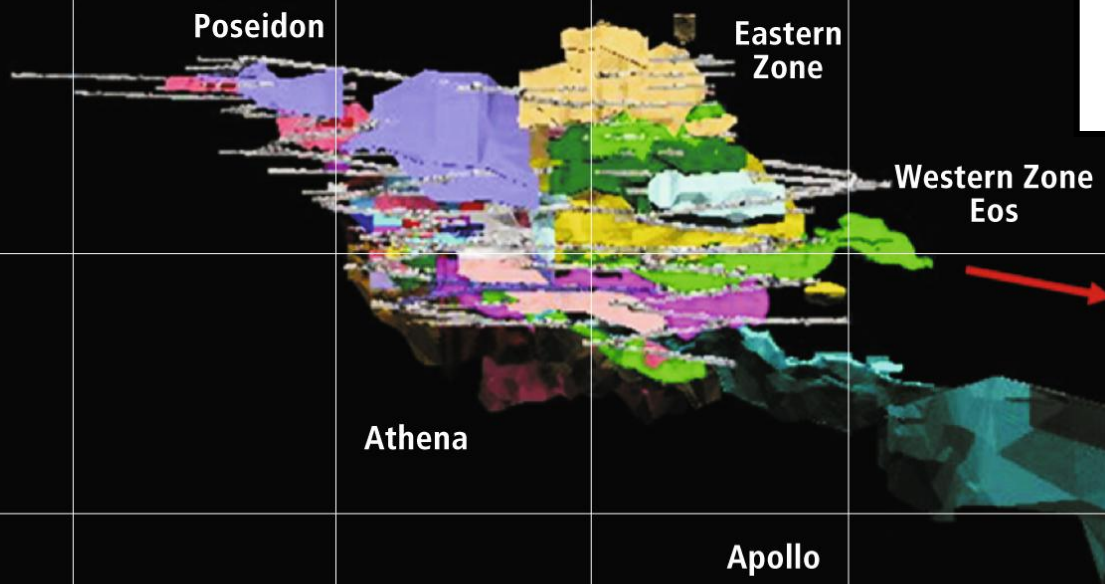 Poseidon
Eastern
Zone
Western Zone
Eos
Athena
Apollo